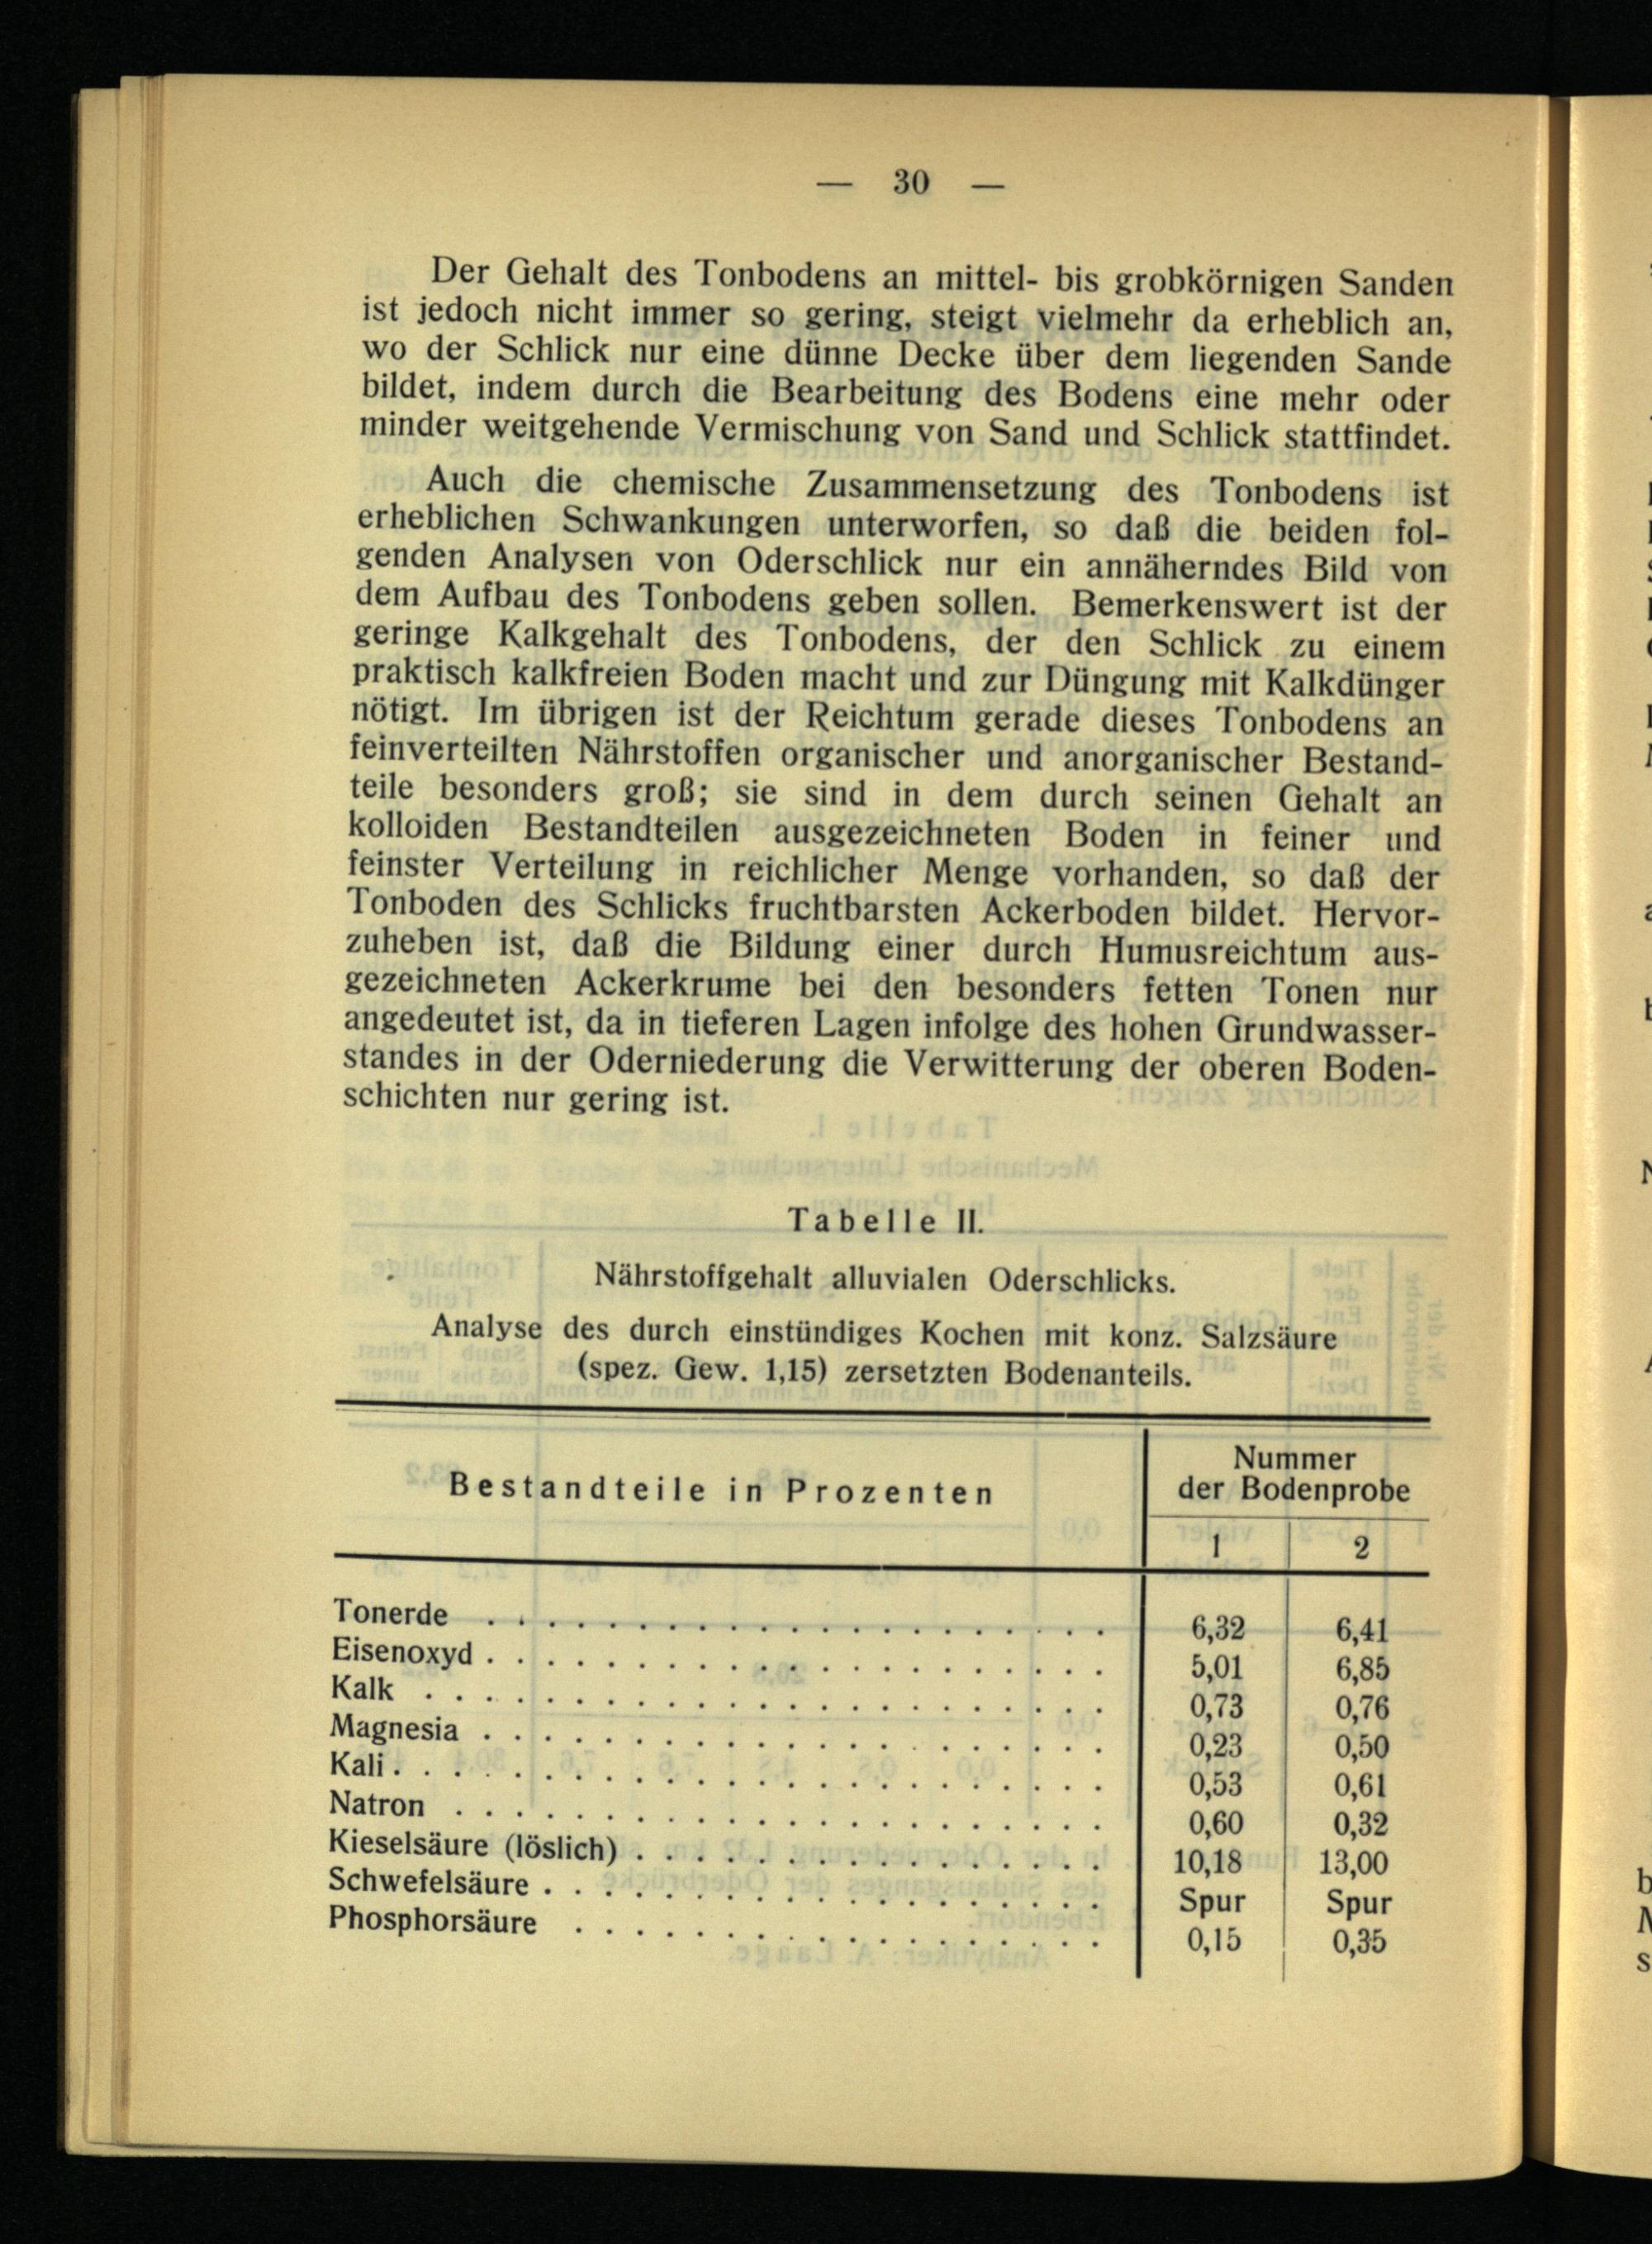 — 30 —
Der Gehalt des Tonbodens an mittel- bis grobkörnigen Sanden
ist jedoch nicht immer so gering, steigt vielmehr da erheblich an,
wo der Schlick nur eine dünne Decke über dem liegenden Sande
bildet, indem durch die Bearbeitung des Bodens eine mehr oder
minder weitgehende Vermischung von Sand und Schlick stattfindet.
Auch die chemische Zusammensetzung des Tonbodens ist
erheblichen Schwankungen unterworfen, so daß die beiden fol-
genden Analysen von Oderschlick nur ein annäherndes Bild von
dem Aufbau des Tonbodens geben sollen. Bemerkenswert ist der
geringe Kalkgehalt des Tonbodens, der den Schlick zu einem
praktisch kalkfreien Boden macht und zur Düngung mit Kalkdünger
nötigt. Im übrigen ist der Reichtum gerade dieses Tonbodens an
feinverteilten Nährstoffen organischer und anorganischer Bestand-
teile besonders groß; sie sind in dem durch seinen Gehalt an
kolloiden Bestandteilen ausgezeichneten Boden in feiner und
feinster Verteilung in reichlicher Menge vorhanden, so daß der
Tonboden des Schlicks fruchtbarsten Ackerboden bildet. Hervor-
zuheben ist, daß die Bildung einer durch Humusreichtum aus-
gezeichneten Ackerkrume bei den besonders fetten Tonen nur
angedeutet ist, da in tieferen Lagen infolge des hohen Grundwasser-
standes in der Oderniederung die Verwitterung der oberen Boden-
schichten nur gering ist.
Tabelle II.
Nährstoffgehalt alluvialen Oderschlicks.
Analyse des durch einstündiges Kochen mit konz. Salzsäure
(spez. Gew. 1,15) zersetzten Bodenanteils.
Bestandteile in Prozenten
Nummer
der Bodenprobe
1 2
Tonerde . . . . . . . . . . . . . . . . . . . . . 6,32 6,41
Eisenoxyd . . . . . . . . . . . . . . . . . . . . . 5,01 6,85
Kalk . . . . . . . . . . . . . . . . . . . . . . . 0,73 0,76
Magnesia . . . . . . . . . . . . . . . . . . . . . 0,23 0,50
Kali . . . . . . . . . . . . . . . . . . . . . . . . 0,53 0,61
Natron . . . . . . . . . . . . . . . . . . . . . . 0,60 0,32
Kieselsäure (löslich) . . . . . . . . . . . . . . . . 10,18 13,00
Schwefelsäure . . . . . . . . . . . . . . . . . . . Spur Spur
Phosphorsäure . . . . . . . . . . . . . . . . . . 0,15 0,35